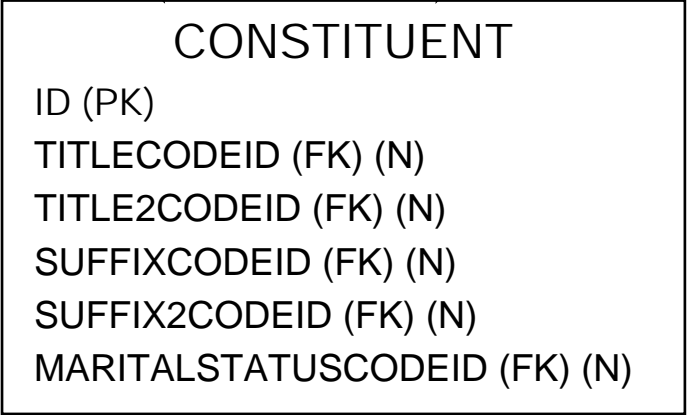 CONSTITUENT
ID (PK)
TITLECODEID (FK) (N)
TITLE2CODEID (FK) (N)
SUFFIXCODEID (FK) (N)
SUFFIX2CODEID (FK) (N)
MARITALSTATUSCODEID (FK) (N)